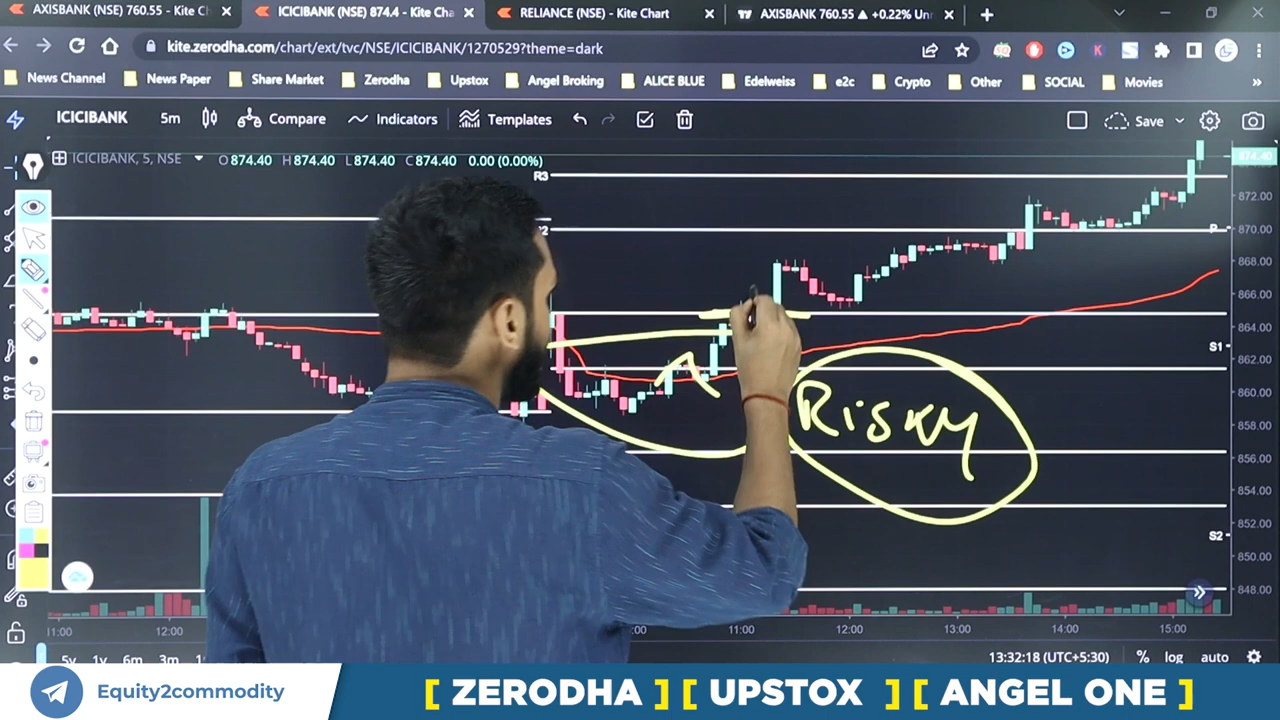 AXISBANK 760.55 - Kite C
ICICIBANK (NSE) 874.4 - Kite Cha
RELIANCE (NSE) - Kite Chart
AXISBANK 760.55 ▲ +0.22% Un
kite.zerodha.com/chart/ext/tvc/NSE/ICICIBANK/1270529?theme=dark
News Channel
News Paper
Share Market
Zerodha
Upstox
Angel Broking
ALICE BLUE
Edelweiss
e2c
Crypto
Other
SOCIAL
Movies
ICICIBANK
5m
Compare
Indicators
Templates
Save
ICICIBANK, 5, NSE
O874.40 H874.40 L874.40 C874.40 0.00 (0.00%)
R3
P
S1
S2
874.40
872.00
870.00
868.00
866.00
864.00
862.00
860.00
858.00
856.00
854.00
852.00
850.00
848.00
Risky
11:00
12:00
11:00
12:00
13:00
14:00
15:00
5y 1y 6m 3m
13:32:18 (UTC+5:30)
% log auto
Equity2commodity
[ ZERODHA ] [ UPSTOX ] [ ANGEL ONE ]